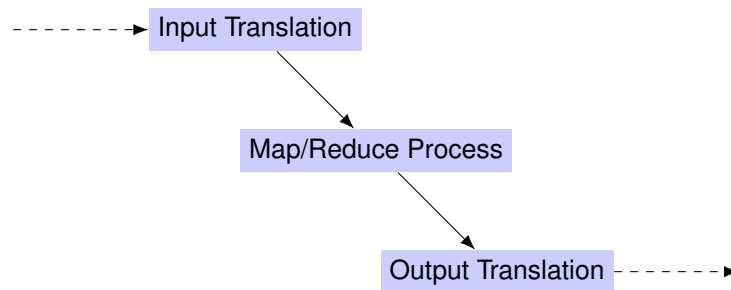 Input Translation
Map/Reduce Process
Output Translation